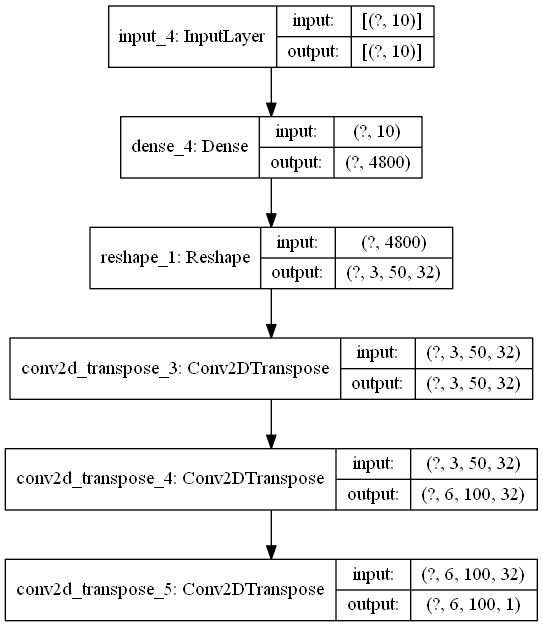 input_4: InputLayer
input: [(?, 10)]
output: [(?, 10)]
dense_4: Dense
input: (?, 10)
output: (?, 4800)
reshape_1: Reshape
input: (?, 4800)
output: (?, 3, 50, 32)
conv2d_transpose_3: Conv2DTranspose
input: (?, 3, 50, 32)
output: (?, 3, 50, 32)
conv2d_transpose_4: Conv2DTranspose
input: (?, 3, 50, 32)
output: (?, 6, 100, 32)
conv2d_transpose_5: Conv2DTranspose
input: (?, 6, 100, 32)
output: (?, 6, 100, 1)